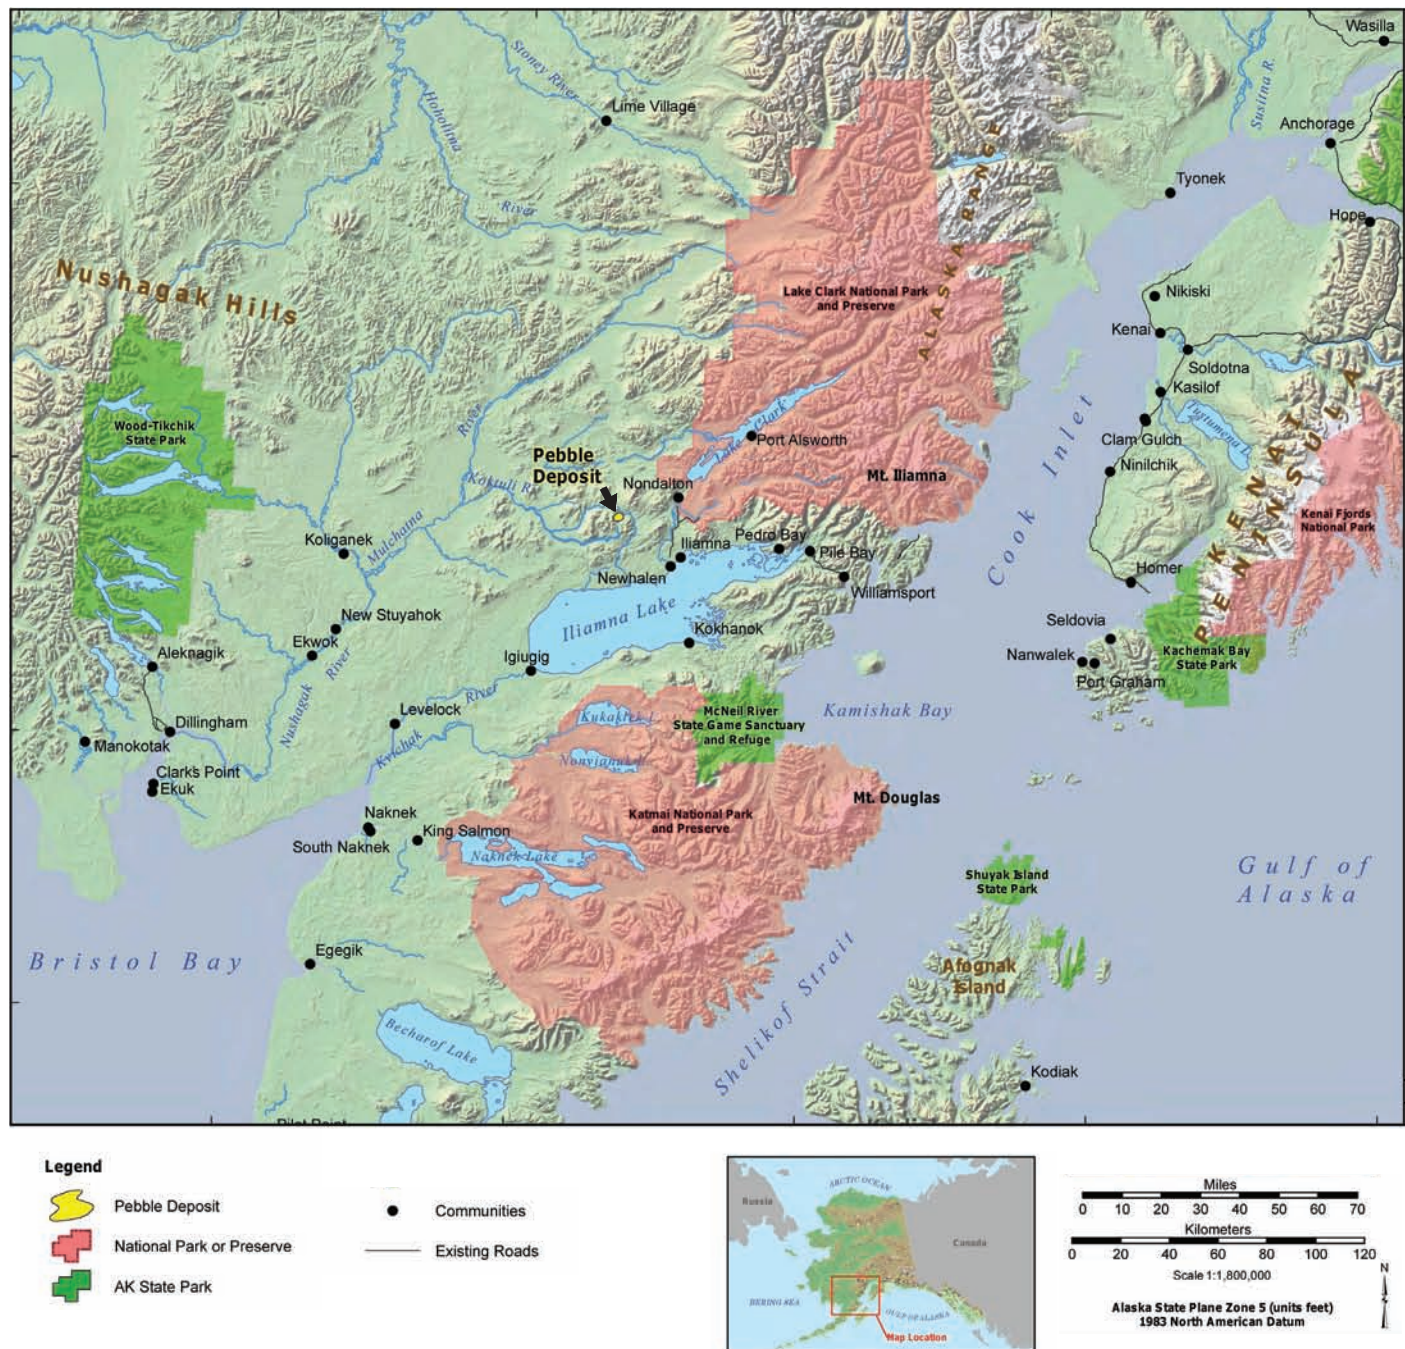 Wasilla
Stoney River
Susitna R.
Lime Village
Hoholitna
Anchorage
Tyonek
River
Hope
ALASKA RANGE
Nushagak Hills
Lake Clark National Park
and Preserve
Nikiski
Kenai
Soldotna
Kasilof
Tustumena L.
Wood-Tikchik
State Park
River
Lake Clark
Port Alsworth
Clam Gulch
Cook Inlet
KENAI
PENINSULA
Pebble
Deposit
Ninilchik
Mt. Iliamna
Koktuli R.
Nondalton
Kenai Fjords
National Park
Mulchatna
Koliganek
Iliamna
Pedro Bay
Pile Bay
Newhalen
Homer
Williamsport
Iliamna Lake
New Stuyahok
Ekwok
Kokhanok
Seldovia
Aleknagik
River
Igiugig
Nanwalek
Kachemak Bay
State Park
Port Graham
Nushagak
River
Levelock
Kukaklek L.
McNeil River
State Game Sanctuary
and Refuge
Kamishak Bay
Dillingham
Manokotak
Kvichak
Nonvianuk L.
Clark's Point
Ekuk
Mt. Douglas
Naknek
King Salmon
Katmai National Park
and Preserve
South Naknek
Naknek Lake
Gulf of
Alaska
Shuyak Island
State Park
Bristol Bay
Egegik
Shelikof Strait
Afognak
Island
Becharof Lake
Kodiak
Pilot Point
Legend
Pebble Deposit
Communities
National Park or Preserve
Existing Roads
AK State Park
ARCTIC OCEAN
Russia
Canada
BERING SEA
GULF OF ALASKA
Map Location
Miles
0 10 20 30 40 50 60 70
Kilometers
0 20 40 60 80 100 120
Scale 1:1,800,000
N
Alaska State Plane Zone 5 (units feet)
1983 North American Datum